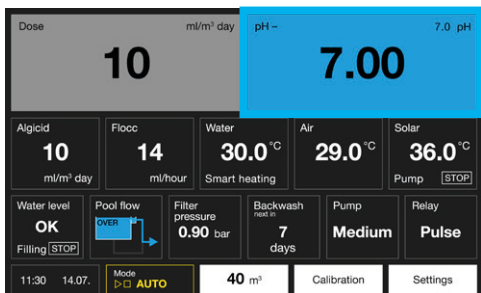 Dose ml/m³ day
10
pH – 7.0 pH
7.00
Algicid
10
ml/m³ day
Flocc
14
ml/hour
Water
30.0°C
Smart heating
Air
29.0°C
Solar
36.0°C
Pump STOP
Water level
OK
Filling STOP
Pool flow
OVER
Filter
pressure
0.90 bar
Backwash
next in
7
days
Pump
Medium
Relay
Pulse
11:30 14.07.
Mode
AUTO
40 m³
Calibration
Settings